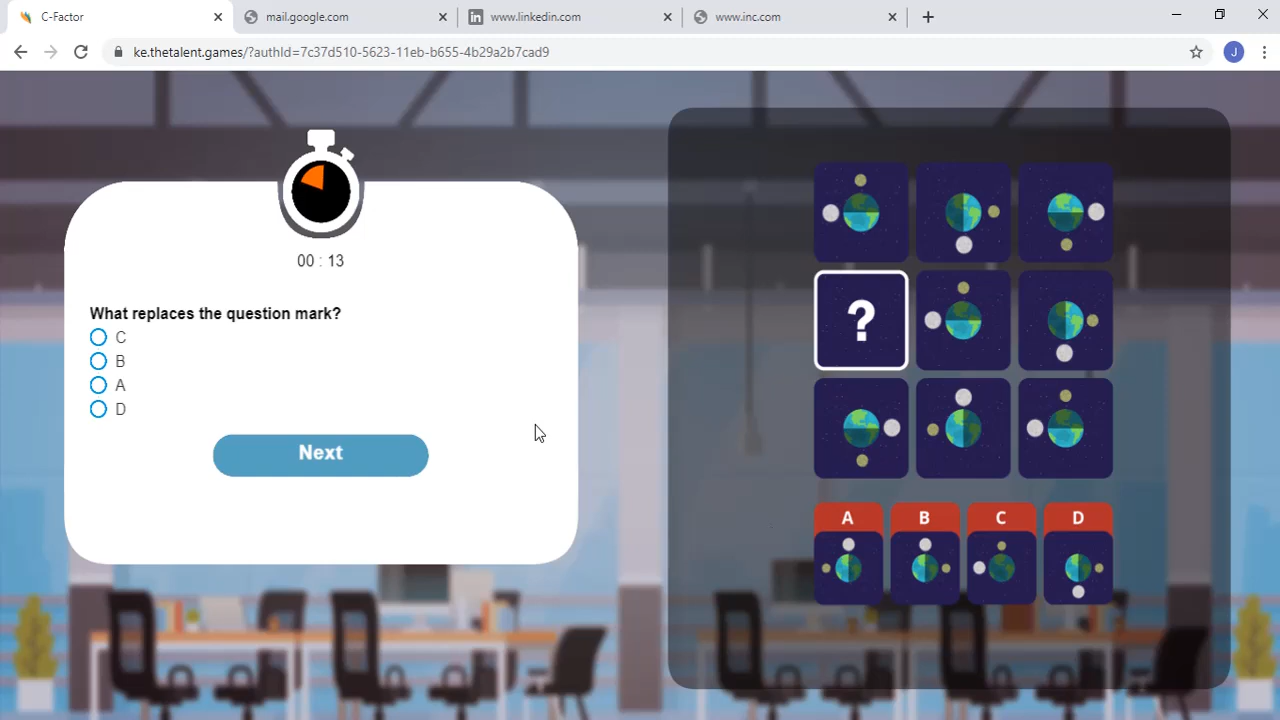 C-Factor
mail.google.com
www.linkedin.com
www.inc.com
ke.thetalent.games/?authId=7c37d510-5623-11eb-b655-4b29a2b7cad9
J
00 : 13
What replaces the question mark?
C
B
A
D
Next
?
A B C D